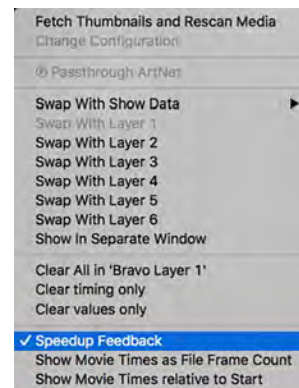 Fetch Thumbnails and Rescan Media
Change Configuration
℗ Passthrough ArtNet
Swap With Show Data
Swap With Layer 1
Swap With Layer 2
Swap With Layer 3
Swap With Layer 4
Swap With Layer 5
Swap With Layer 6
Show In Separate Window
Clear All in 'Bravo Layer 1'
Clear timing only
Clear values only
✓ Speedup Feedback
Show Movie Times as File Frame Count
Show Movie Times relative to Start